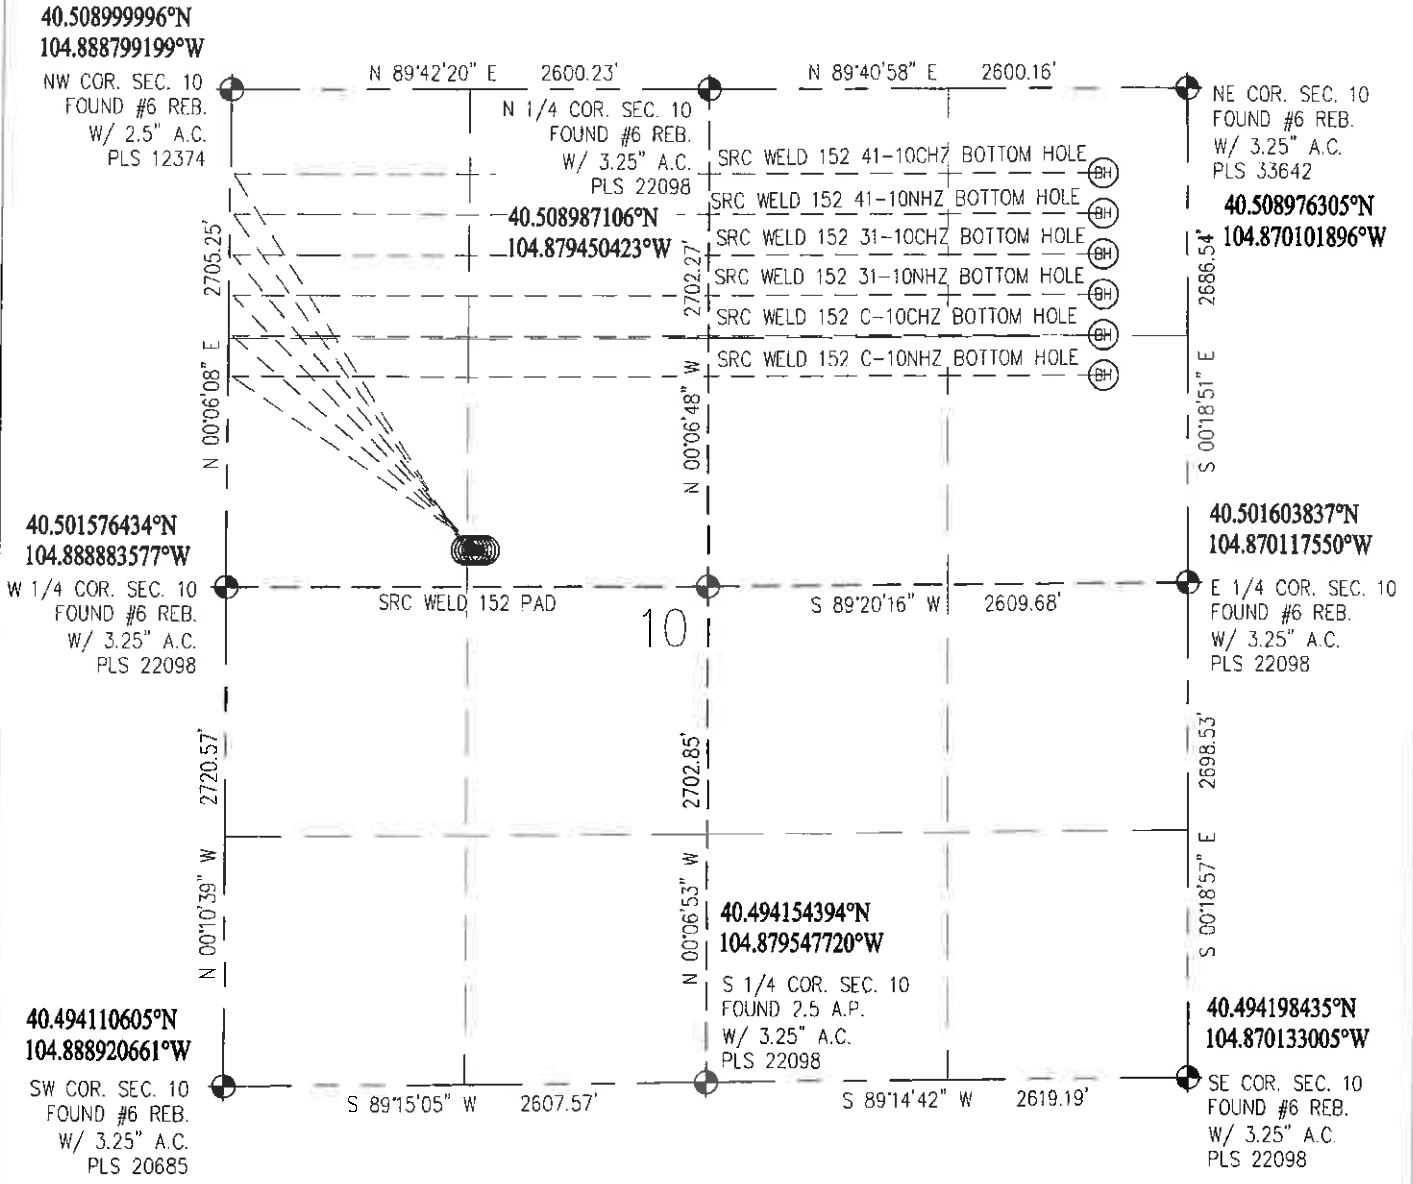 40.508999996°N
104.888799199°W
NW COR. SEC. 10
FOUND #6 REB.
W/ 2.5" A.C.
PLS 12374
N 89°42'20" E 2600.23'
N 89°40'58" E 2600.16'
N 1/4 COR. SEC. 10
FOUND #6 REB.
W/ 3.25" A.C.
PLS 22098
40.508987106°N
104.879450423°W
NE COR. SEC. 10
FOUND #6 REB.
W/ 3.25" A.C.
PLS 33642
40.508976305°N
104.870101896°W
SRC WELD 152 41-10CHZ BOTTOM HOLE BH
SRC WELD 152 41-10NHZ BOTTOM HOLE BH
SRC WELD 152 31-10CHZ BOTTOM HOLE BH
SRC WELD 152 31-10NHZ BOTTOM HOLE BH
SRC WELD 152 C-10CHZ BOTTOM HOLE BH
SRC WELD 152 C-10NHZ BOTTOM HOLE BH
N 00°06'08" E 2705.25'
N 00°06'48" W 2702.27'
S 00°18'51" E 2686.54'
40.501576434°N
104.888883577°W
W 1/4 COR. SEC. 10
FOUND #6 REB.
W/ 3.25" A.C.
PLS 22098
SRC WELD 152 PAD
10
S 89°20'16" W 2609.68'
40.501603837°N
104.870117550°W
E 1/4 COR. SEC. 10
FOUND #6 REB.
W/ 3.25" A.C.
PLS 22098
N 00°10'39" W 2720.57'
N 00°06'53" W 2702.85'
S 00°18'57" E 2698.53'
40.494154394°N
104.879547720°W
S 1/4 COR. SEC. 10
FOUND 2.5 A.P.
W/ 3.25" A.C.
PLS 22098
40.494110605°N
104.888920661°W
SW COR. SEC. 10
FOUND #6 REB.
W/ 3.25" A.C.
PLS 20685
S 89°15'05" W 2607.57'
S 89°14'42" W 2619.19'
40.494198435°N
104.870133005°W
SE COR. SEC. 10
FOUND #6 REB.
W/ 3.25" A.C.
PLS 22098